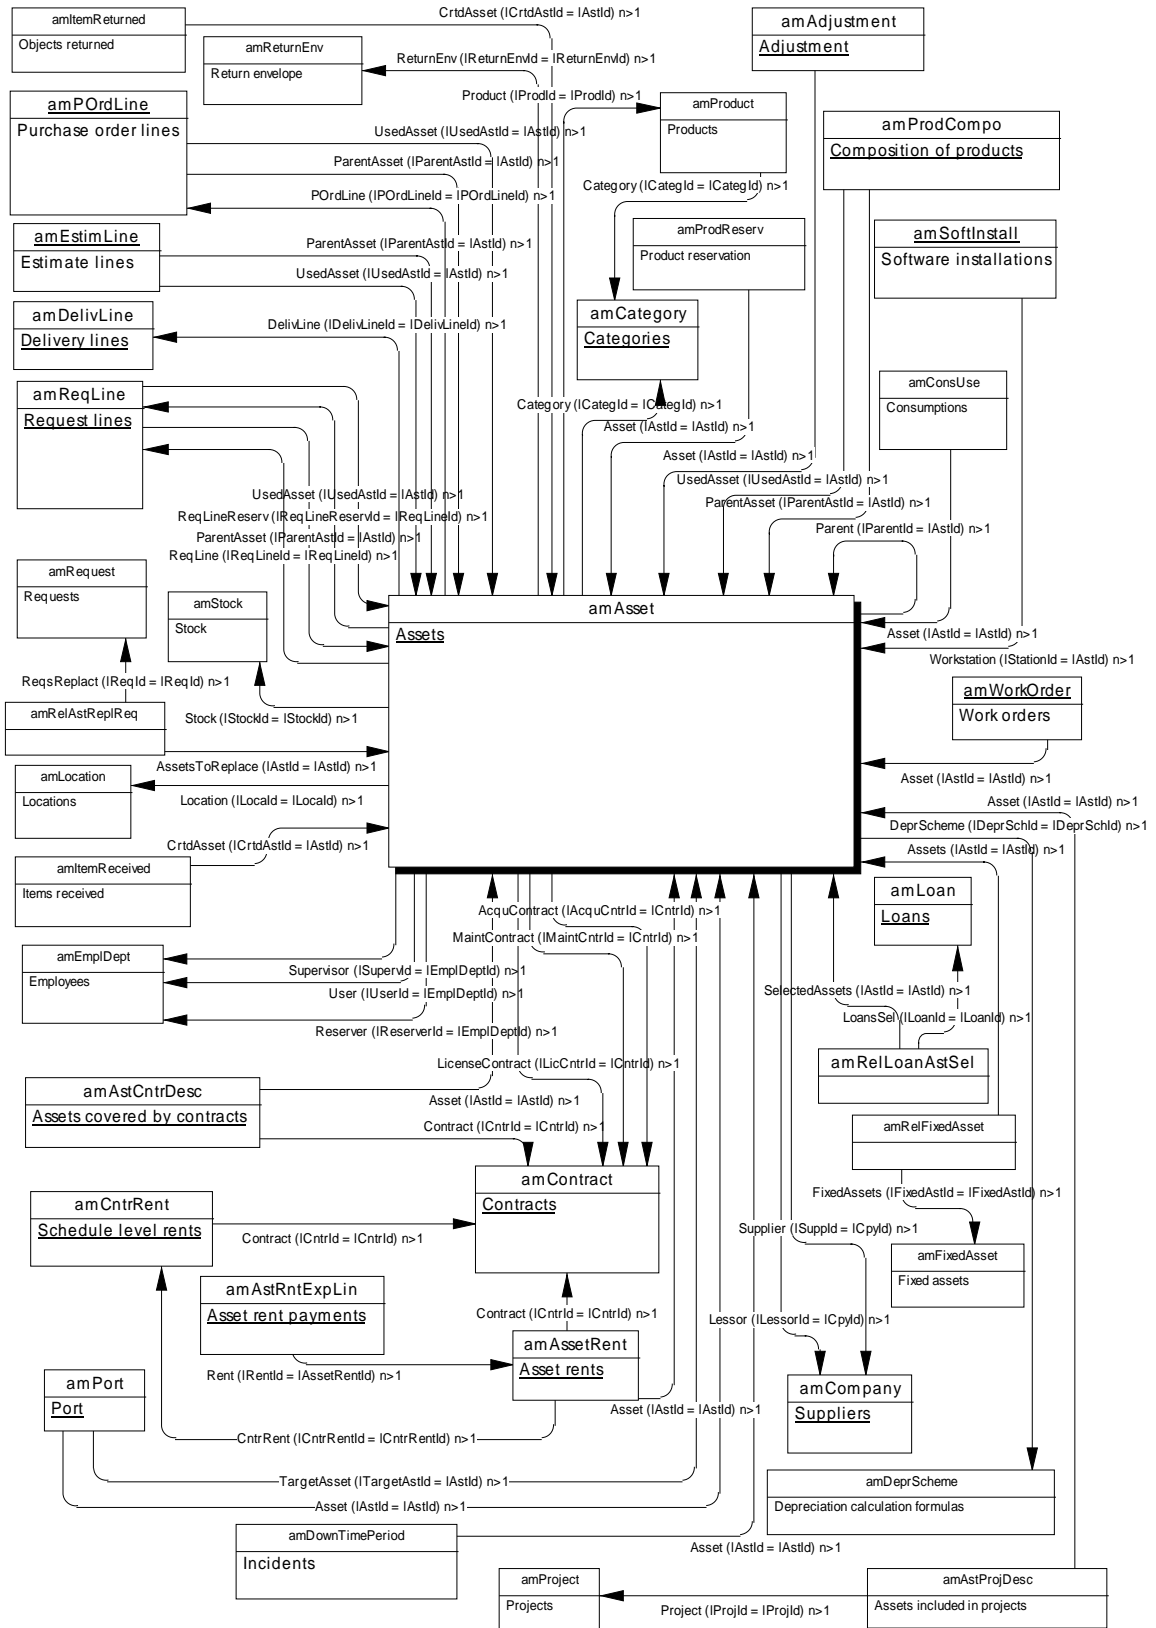 amItemReturned
Objects returned
CrtdAsset (lCrtdAstId = lAstId) n>1
amReturnEnv
Return envelope
ReturnEnv (lReturnEnvId = lReturnEnvId) n>1
amAdjustment
Adjustment
amPOrdLine
Purchase order lines
Product (lProdId = lProdId) n>1
amProduct
Products
amProdCompo
Composition of products
UsedAsset (lUsedAstId = lAstId) n>1
ParentAsset (lParentAstId = lAstId) n>1
POrdLine (lPOrdLineId = lPOrdLineId) n>1
Category (lCategId = lCategId) n>1
amEstimLine
Estimate lines
ParentAsset (lParentAstId = lAstId) n>1
UsedAsset (lUsedAstId = lAstId) n>1
amProdReserv
Product reservation
amSoftInstall
Software installations
amDelivLine
Delivery lines
DelivLine (lDelivLineId = lDelivLineId) n>1
amCategory
Categories
amReqLine
Request lines
amConsUse
Consumptions
Category (lCategId = lCategId) n>1
Asset (lAstId = lAstId) n>1
Asset (lAstId = lAstId) n>1
UsedAsset (lUsedAstId = lAstId) n>1
ParentAsset (lParentAstId = lAstId) n>1
Parent (lParentId = lAstId) n>1
UsedAsset (lUsedAstId = lAstId) n>1
ReqLineReserv (lReqLineReservId = lReqLineId) n>1
ParentAsset (lParentAstId = lAstId) n>1
ReqLine (lReqLineId = lReqLineId) n>1
amRequest
Requests
amStock
Stock
amAsset
Assets
Asset (lAstId = lAstId) n>1
Workstation (lStationId = lAstId) n>1
ReqsReplact (lReqId = lReqId) n>1
amWorkOrder
Work orders
amRelAstReplReq
Stock (lStockId = lStockId) n>1
AssetsToReplace (lAstId = lAstId) n>1
Asset (lAstId = lAstId) n>1
amLocation
Locations
Location (lLocaId = lLocaId) n>1
Asset (lAstId = lAstId) n>1
DeprScheme (lDeprSchId = lDeprSchId) n>1
CrtdAsset (lCrtdAstId = lAstId) n>1
Assets (lAstId = lAstId) n>1
amItemReceived
Items received
amLoan
Loans
AcquContract (lAcquCntrId = lCntrId) n>1
MaintContract (lMaintCntrId = lCntrId) n>1
amEmplDept
Employees
Supervisor (lSupervId = lEmplDeptId) n>1
User (lUserId = lEmplDeptId) n>1
Reserver (lReserverId = lEmplDeptId) n>1
SelectedAssets (lAstId = lAstId) n>1
LoansSel (lLoanId = lLoanId) n>1
amRelLoanAstSel
LicenseContract (lLicCntrId = lCntrId) n>1
amAstCntrDesc
Assets covered by contracts
Asset (lAstId = lAstId) n>1
Contract (lCntrId = lCntrId) n>1
amRelFixedAsset
amContract
Contracts
FixedAssets (lFixedAstId = lFixedAstId) n>1
amCntrRent
Schedule level rents
Contract (lCntrId = lCntrId) n>1
Supplier (lSuppId = lCpyId) n>1
amFixedAsset
Fixed assets
amAstRntExpLin
Asset rent payments
Contract (lCntrId = lCntrId) n>1
Lessor (lLessorId = lCpyId) n>1
amAssetRent
Asset rents
Rent (lRentId = lAssetRentId) n>1
amPort
Port
amCompany
Suppliers
Asset (lAstId = lAstId) n>1
CntrRent (lCntrRentId = lCntrRentId) n>1
TargetAsset (lTargetAstId = lAstId) n>1
Asset (lAstId = lAstId) n>1
amDeprScheme
Depreciation calculation formulas
amDownTimePeriod
Incidents
Asset (lAstId = lAstId) n>1
amProject
Projects
Project (lProjId = lProjId) n>1
amAstProjDesc
Assets included in projects